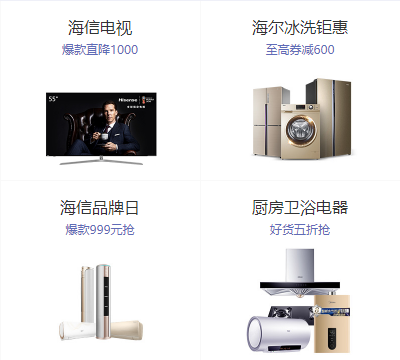 海信电视
爆款直降1000
海尔冰洗钜惠
至高券减600
55"
Hisense
海信品牌日
爆款999元抢
厨房卫浴电器
好货五折抢